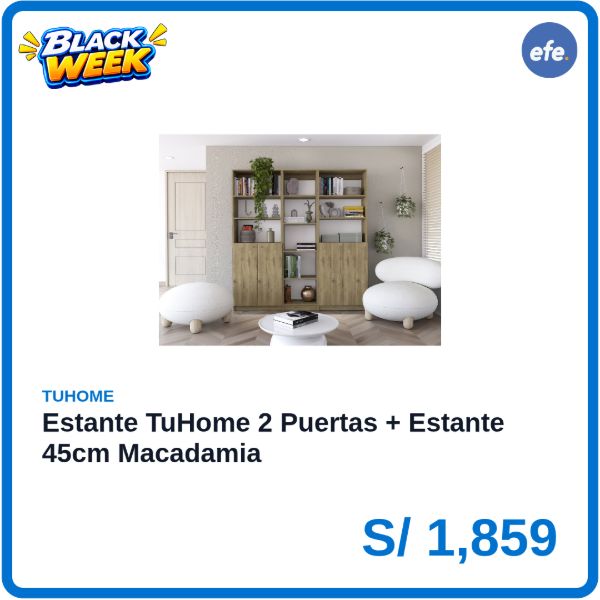 BLACK
WEEK
efe.
TUHOME
Estante TuHome 2 Puertas + Estante
45cm Macadamia
S/ 1,859